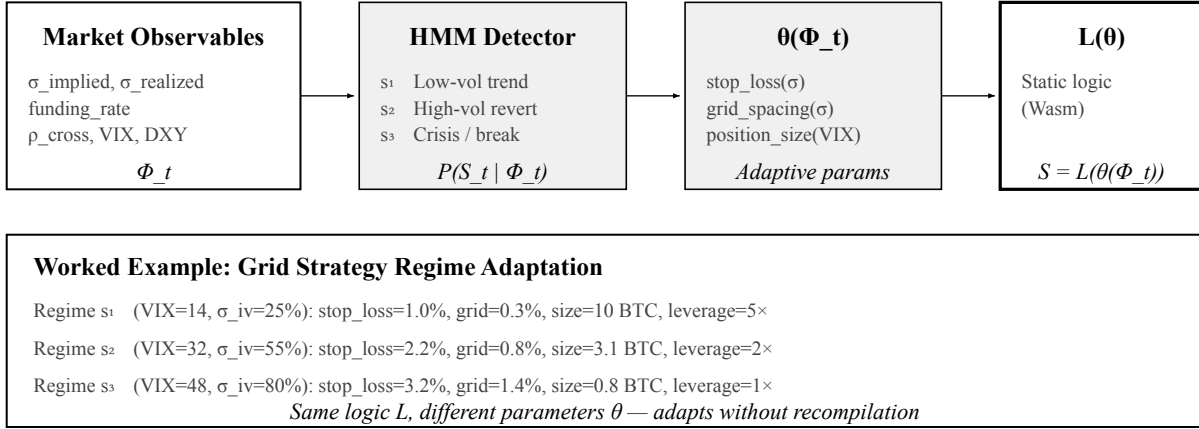 Market Observables
σ_implied, σ_realized
funding_rate
ρ_cross, VIX, DXY
Φ_t
HMM Detector
s₁ Low-vol trend
s₂ High-vol revert
s₃ Crisis / break
P(S_t | Φ_t)
θ(Φ_t)
stop_loss(σ)
grid_spacing(σ)
position_size(VIX)
Adaptive params
L(θ)
Static logic
(Wasm)
S = L(θ(Φ_t))
Worked Example: Grid Strategy Regime Adaptation
Regime s₁ (VIX=14, σ_iv=25%): stop_loss=1.0%, grid=0.3%, size=10 BTC, leverage=5×
Regime s₂ (VIX=32, σ_iv=55%): stop_loss=2.2%, grid=0.8%, size=3.1 BTC, leverage=2×
Regime s₃ (VIX=48, σ_iv=80%): stop_loss=3.2%, grid=1.4%, size=0.8 BTC, leverage=1×
Same logic L, different parameters θ — adapts without recompilation